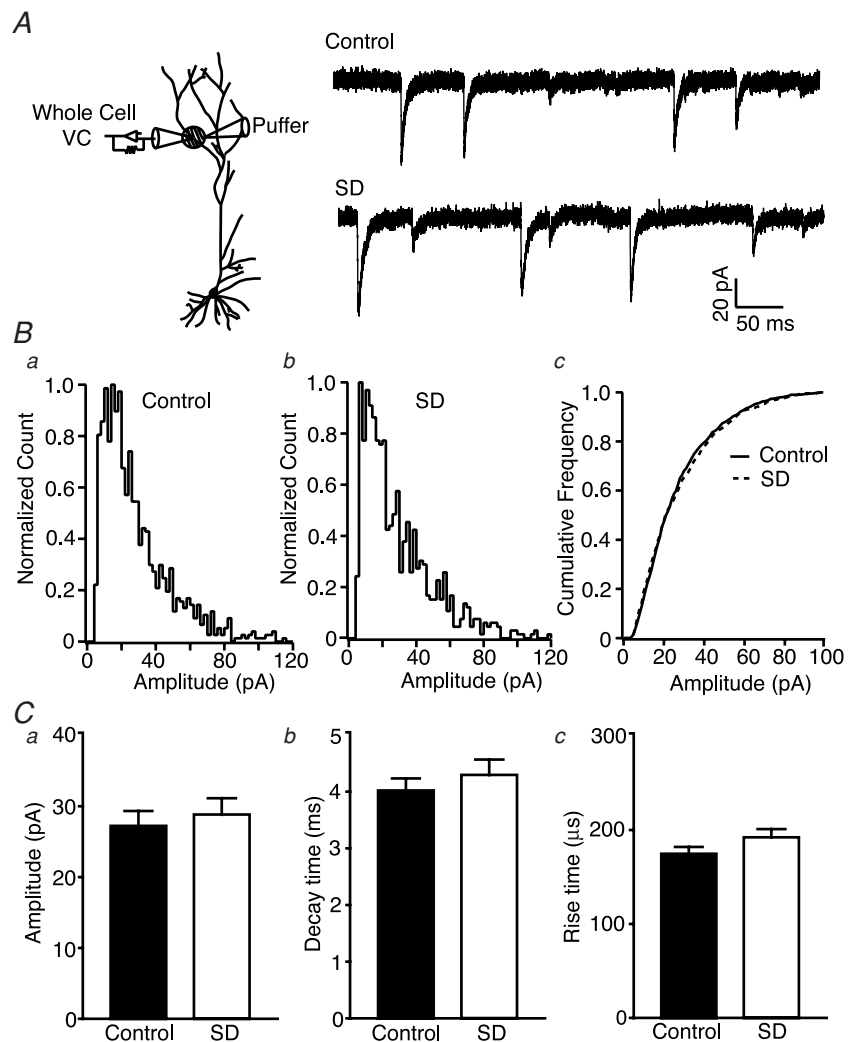 A
Control
Whole Cell
VC
Puffer
SD
20 pA
50 ms
B
a
b
c
1.0
0.8
0.6
0.4
0.2
0
Normalized Count
Control
0
40
80
120
Amplitude (pA)
1.0
0.8
0.6
0.4
0.2
0
Normalized Count
SD
0
40
80
120
Amplitude (pA)
1.0
0.8
0.6
0.4
0.2
0
Cumulative Frequency
Control
SD
0
20
40
60
80
100
Amplitude (pA)
C
a
b
c
40
30
20
10
0
Amplitude (pA)
Control
SD
5
4
3
2
1
0
Decay time (ms)
Control
SD
300
200
100
0
Rise time (μs)
Control
SD